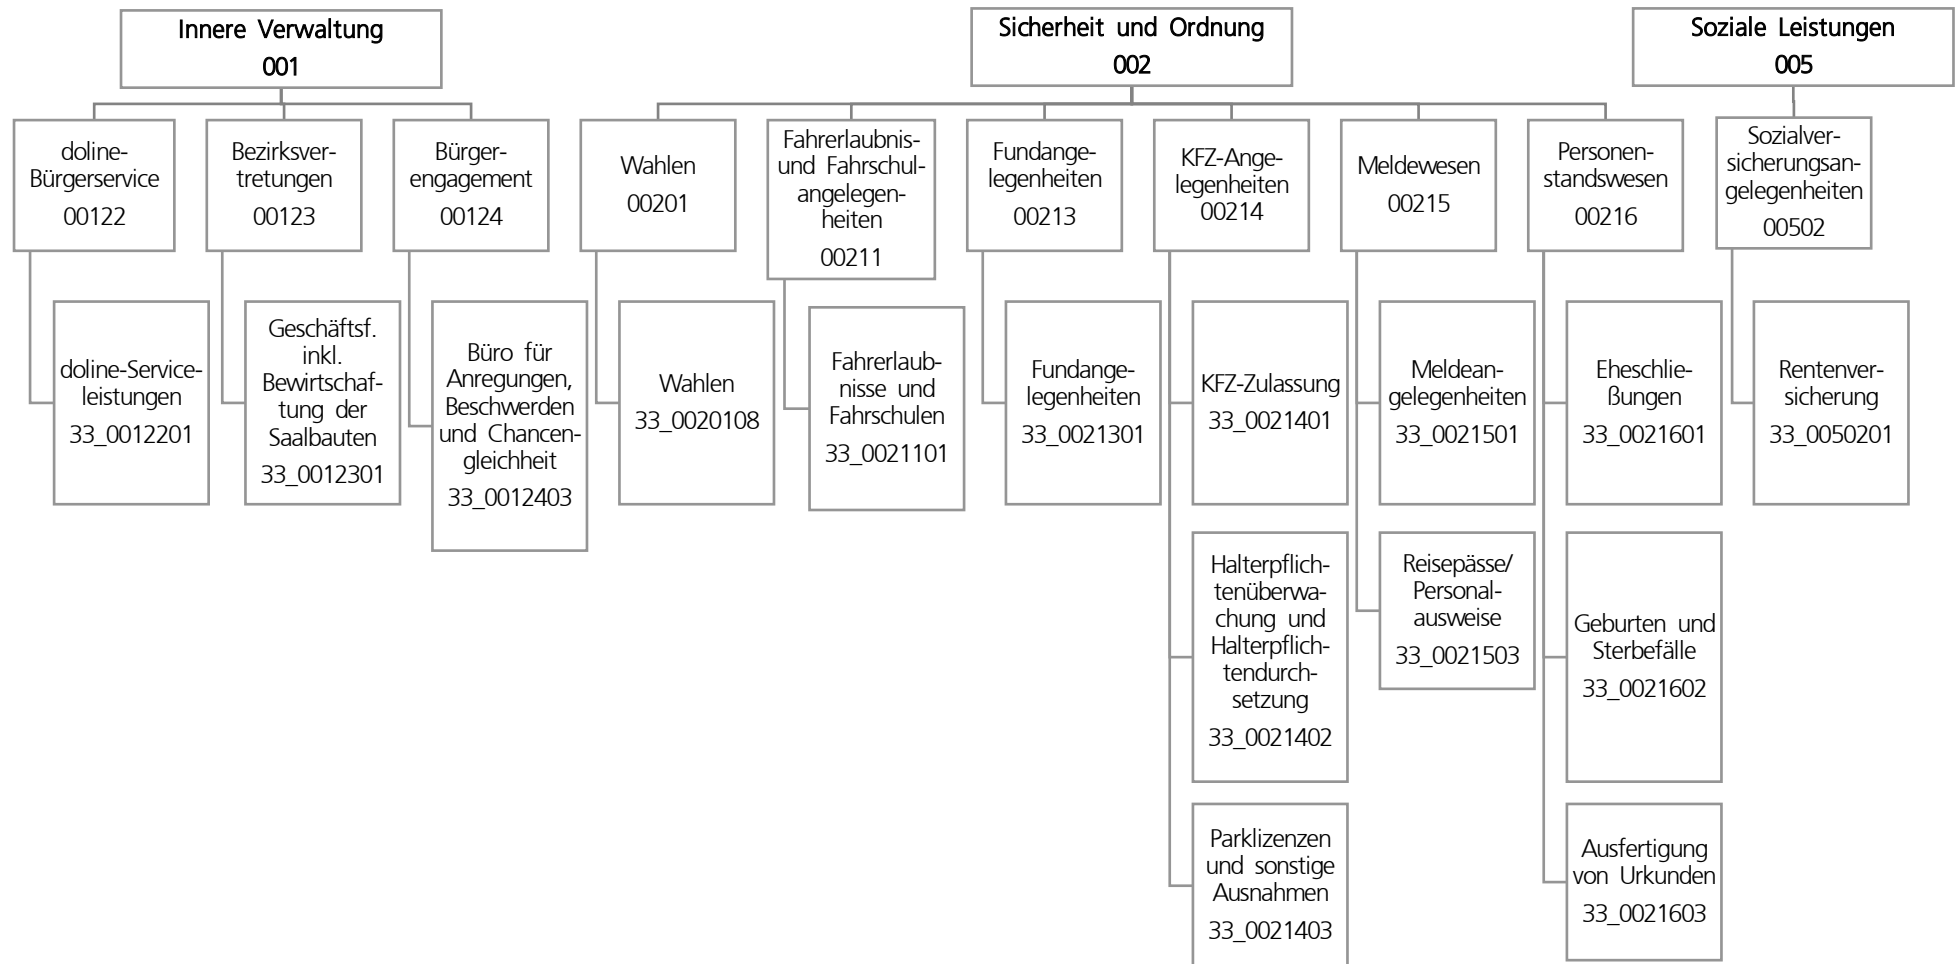 Innere Verwaltung
001
doline-
Bürgerservice
00122
doline-Service-
leistungen
33_0012201
Bezirksver-
tretungen
00123
Geschäftsf.
inkl.
Bewirtschaf-
tung der
Saalbauten
33_0012301
Bürger-
engagement
00124
Büro für
Anregungen,
Beschwerden
und Chancen-
gleichheit
33_0012403
Sicherheit und Ordnung
002
Wahlen
00201
Wahlen
33_0020108
Fahrerlaubnis-
und Fahrschul-
angelegen-
heiten
00211
Fahrerlaub-
nisse und
Fahrschulen
33_0021101
Fundange-
legenheiten
00213
Fundange-
legenheiten
33_0021301
KFZ-Ange-
legenheiten
00214
KFZ-Zulassung
33_0021401
Halterpflich-
tenüberwa-
chung und
Halterpflich-
tendurch-
setzung
33_0021402
Parklizenzen
und sonstige
Ausnahmen
33_0021403
Meldewesen
00215
Meldean-
gelegenheiten
33_0021501
Reisepässe/
Personal-
ausweise
33_0021503
Personen-
standswesen
00216
Eheschlie-
ßungen
33_0021601
Geburten und
Sterbefälle
33_0021602
Ausfertigung
von Urkunden
33_0021603
Soziale Leistungen
005
Sozialver-
sicherungsan-
gelegenheiten
00502
Rentenver-
sicherung
33_0050201